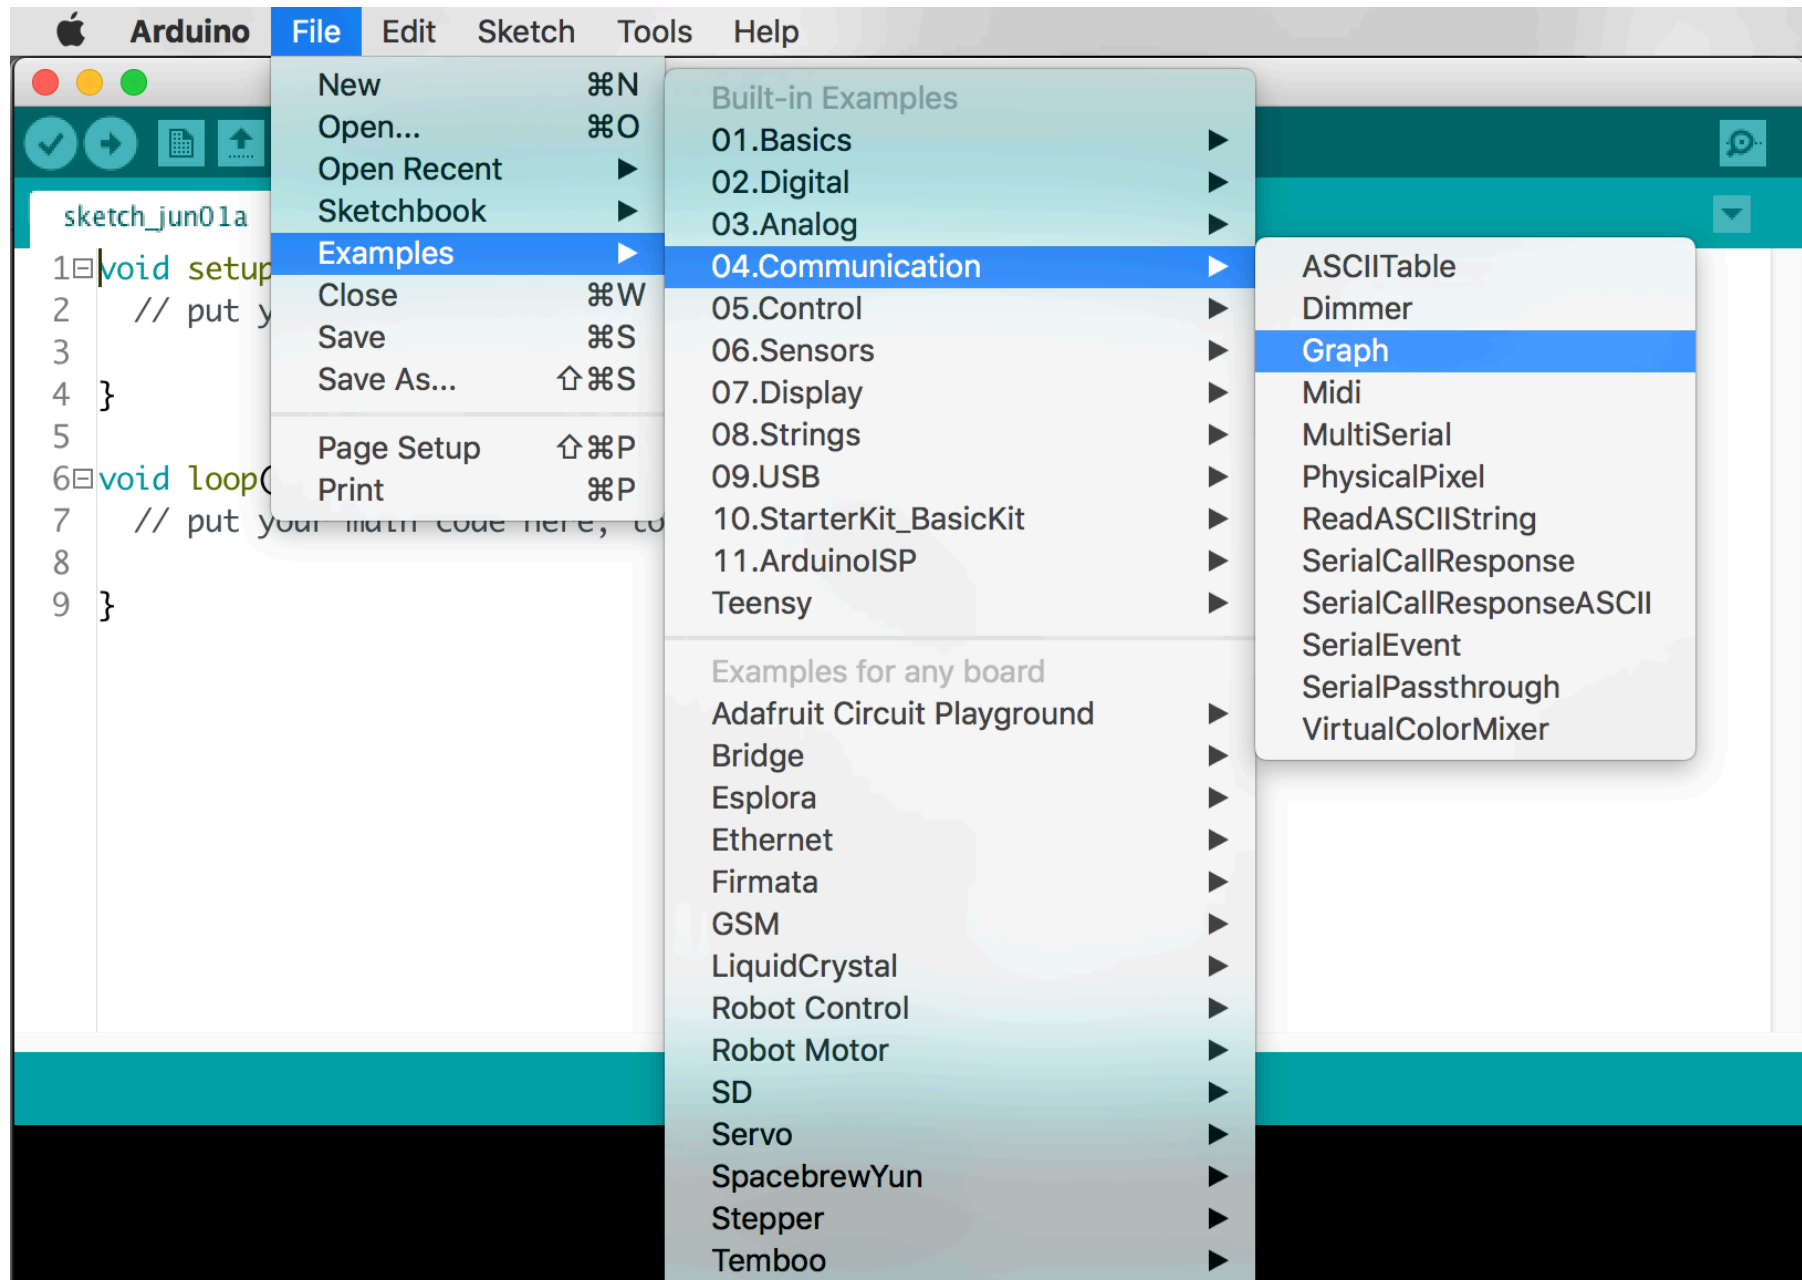 Arduino File Edit Sketch Tools Help
New ⌘N
Open... ⌘O
Open Recent ▶
Sketchbook ▶
Examples ▶
Close ⌘W
Save ⌘S
Save As... ⇧⌘S
Page Setup ⇧⌘P
Print ⌘P
Built-in Examples
01.Basics ▶
02.Digital ▶
03.Analog ▶
04.Communication ▶
05.Control ▶
06.Sensors ▶
07.Display ▶
08.Strings ▶
09.USB ▶
10.StarterKit_BasicKit ▶
11.ArduinoISP ▶
Teensy ▶
Examples for any board
Adafruit Circuit Playground ▶
Bridge ▶
Esplora ▶
Ethernet ▶
Firmata ▶
GSM ▶
LiquidCrystal ▶
Robot Control ▶
Robot Motor ▶
SD ▶
Servo ▶
SpacebrewYun ▶
Stepper ▶
Temboo ▶
ASCIITable
Dimmer
Graph
Midi
MultiSerial
PhysicalPixel
ReadASCIIString
SerialCallResponse
SerialCallResponseASCII
SerialEvent
SerialPassthrough
VirtualColorMixer
sketch_jun01a
1 void setup
2 // put y
3
4 }
5
6 void loop(
7 // put your main code here, to
8
9 }